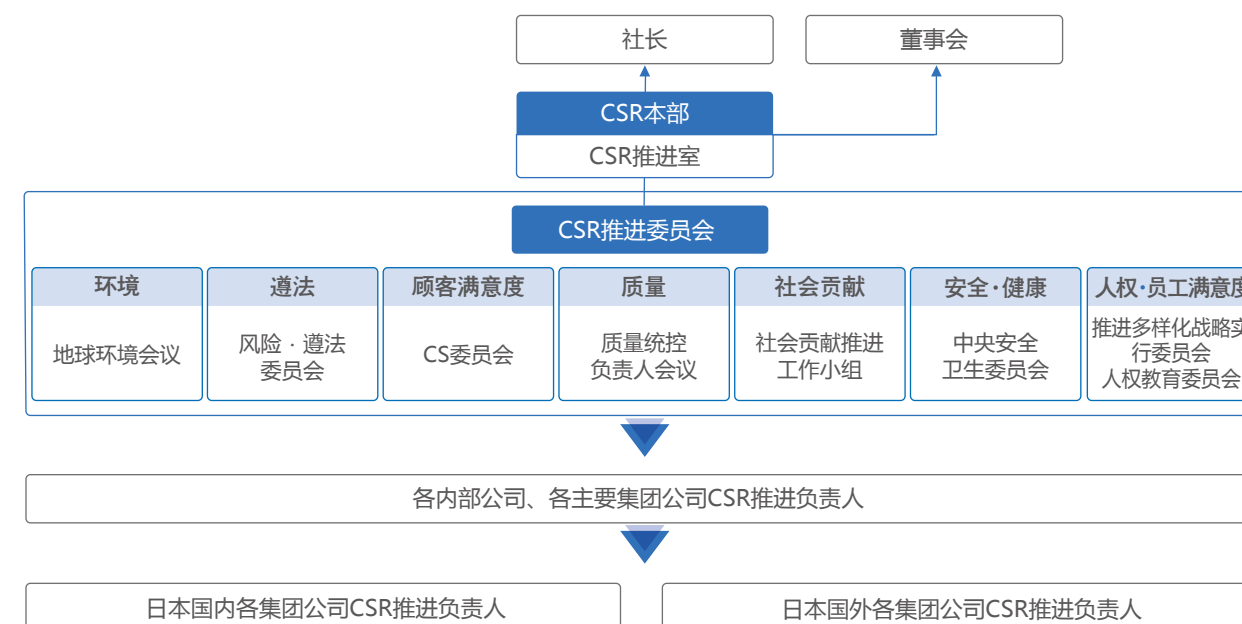 社长
董事会
CSR本部
CSR推进室
CSR推进委员会
环境
遵法
顾客满意度
质量
社会贡献
安全·健康
人权·员工满意度
地球环境会议
风险·遵法
委员会
CS委员会
质量统控
负责人会议
社会贡献推进
工作小组
中央安全
卫生委员会
推进多样化战略实
行委员会
人权教育委员会
各内部公司、各主要集团公司CSR推进负责人
日本国内各集团公司CSR推进负责人
日本国外各集团公司CSR推进负责人